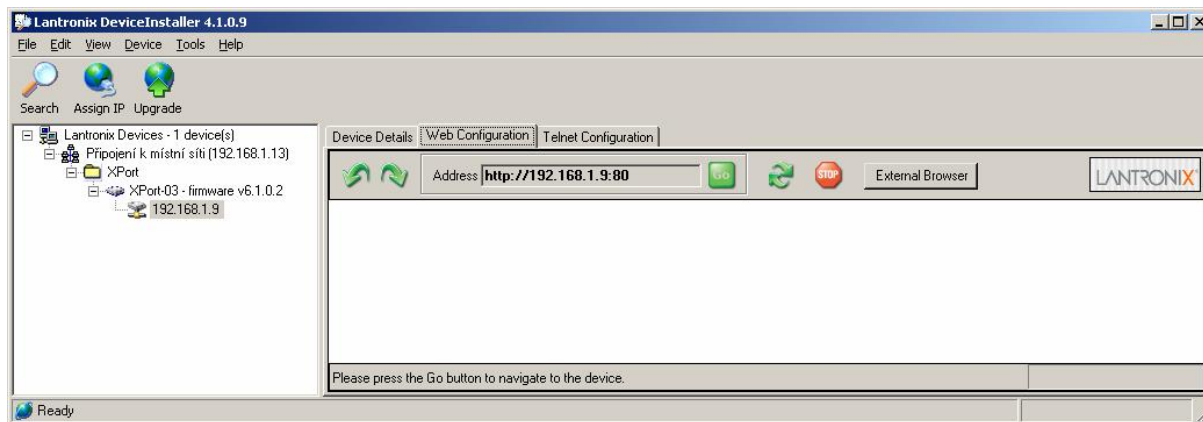 Lantronix DeviceInstaller 4.1.0.9
File Edit View Device Tools Help
Search Assign IP Upgrade
Lantronix Devices - 1 device(s)
Připojení k místní síti (192.168.1.13)
XPort
XPort-03 - firmware v6.1.0.2
192.168.1.9
Device Details Web Configuration Telnet Configuration
Address http://192.168.1.9:80 Go STOP External Browser LANTRONIX
Please press the Go button to navigate to the device.
Ready